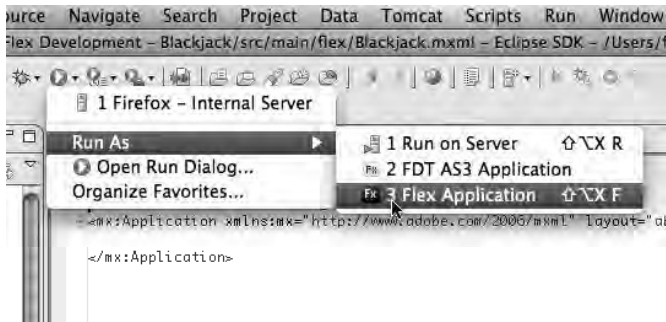 ource Navigate Search Project Data Tomcat Scripts Run Window
Flex Development – Blackjack/src/main/flex/Blackjack.mxml – Eclipse SDK – /Users/f
1 Firefox – Internal Server
Run As
1 Run on Server ⇧⌥X R
Open Run Dialog...
Fx 2 FDT AS3 Application
Organize Favorites...
Fx 3 Flex Application ⇧⌥X F
<mx:Application xmlns:mx="http://www.adobe.com/2006/mxml" layout="ab
</mx:Application>